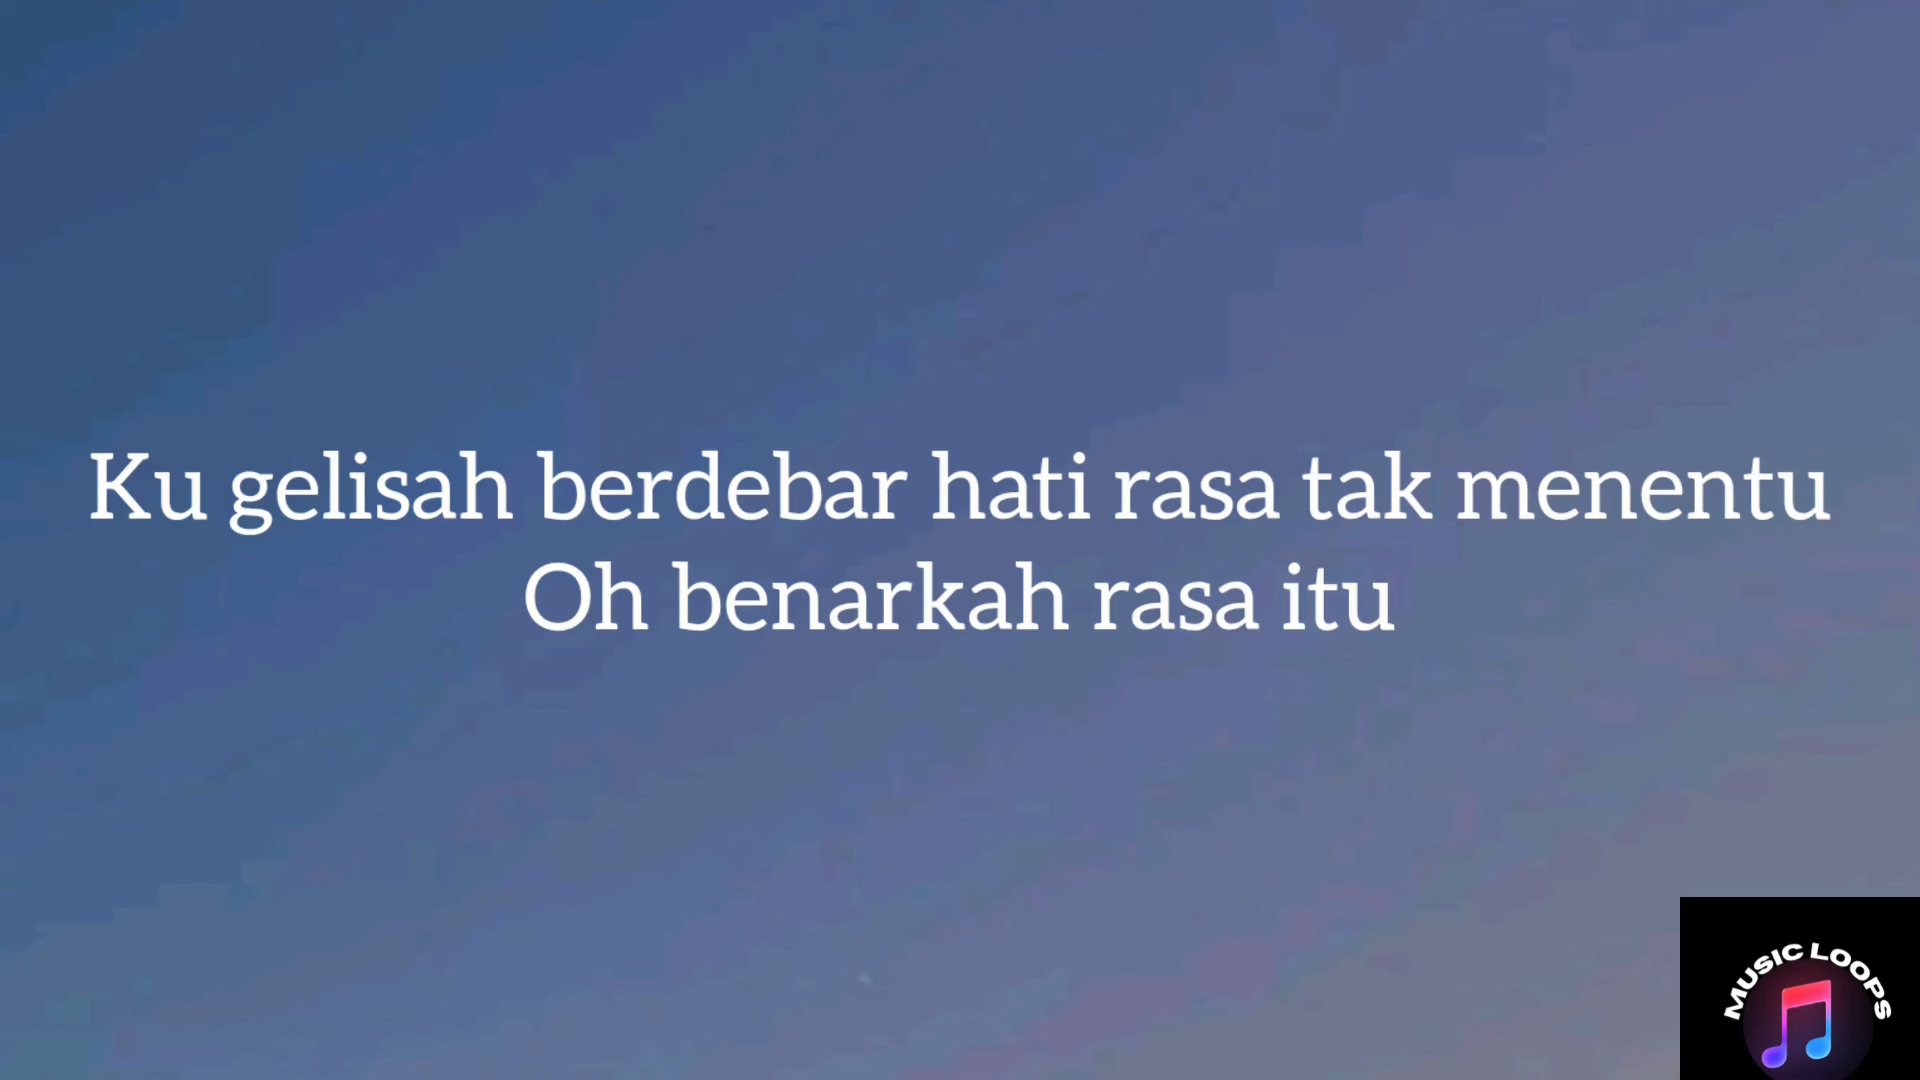 Ku gelisah berdebar hati rasa tak menentu
Oh benarkah rasa itu
MUSIC LOOPS